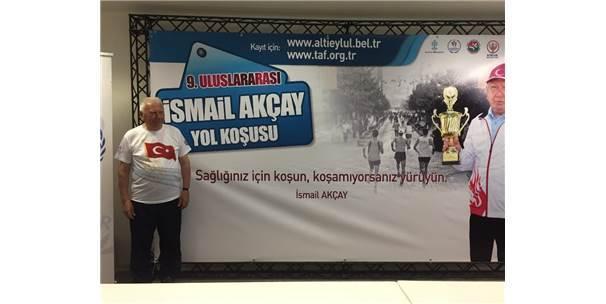 Kayıt için: www.altieylul.bel.tr
www.taf.org.tr
9. ULUSLARARASI
İSMAİL AKÇAY
YOL KOŞUSU
Sağlığınız için koşun, koşamıyorsanız yürüyün.
İsmail AKÇAY